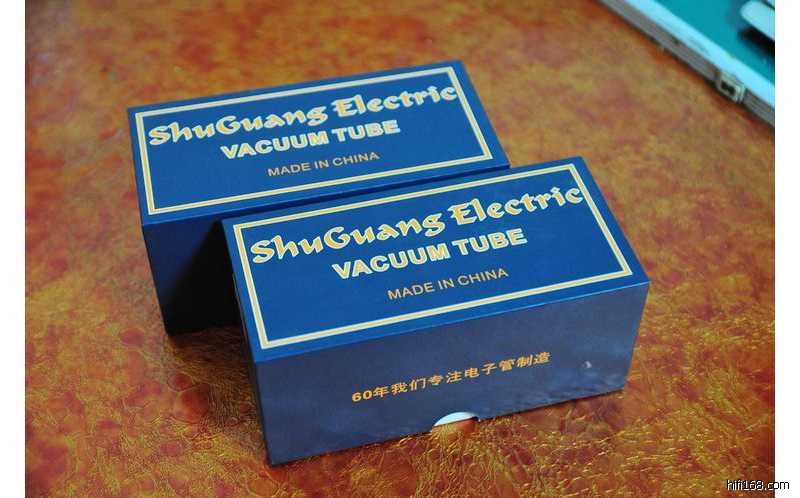 ShuGuang Electric
VACUUM TUBE
MADE IN CHINA
ShuGuang Electric
VACUUM TUBE
MADE IN CHINA
60年我们专注电子管制造
hifi168.com